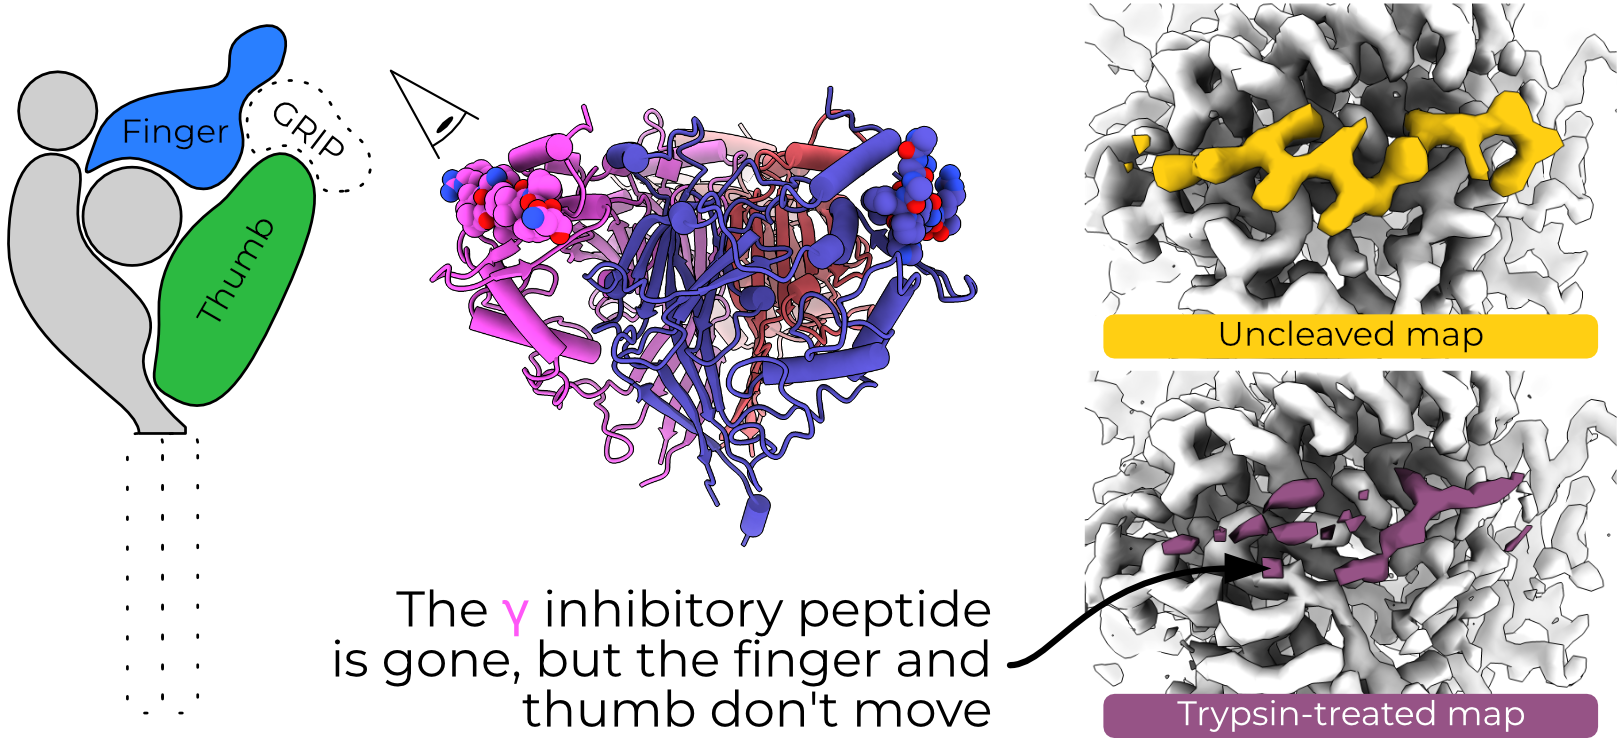 Finger
GRIP
Thumb
The γ inhibitory peptide
is gone, but the finger and
thumb don't move
Uncleaved map
Trypsin-treated map